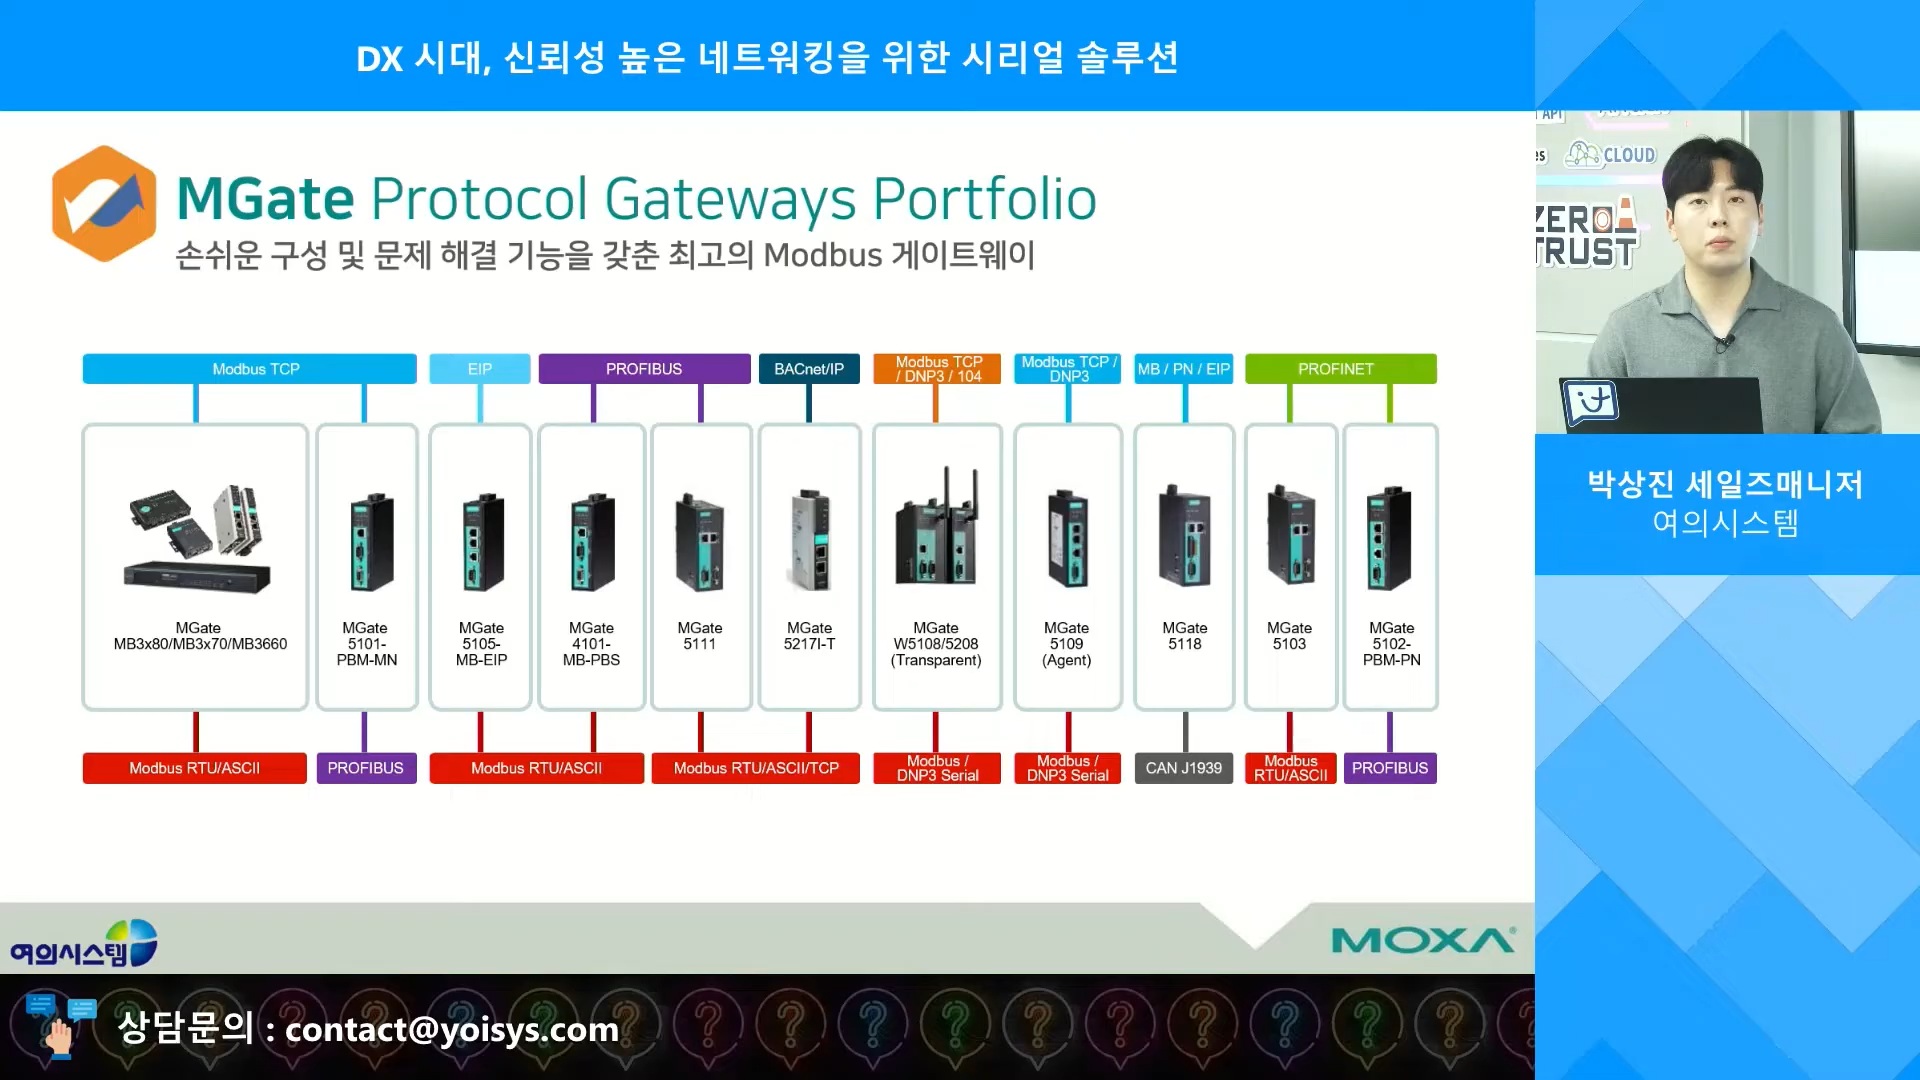 DX 시대, 신뢰성 높은 네트워킹을 위한 시리얼 솔루션
MGate Protocol Gateways Portfolio
손쉬운 구성 및 문제 해결 기능을 갖춘 최고의 Modbus 게이트웨이
Modbus TCP
EIP
PROFIBUS
BACnet/IP
Modbus TCP
/ DNP3 / 104
Modbus TCP /
DNP3
MB / PN / EIP
PROFINET
MGate
MB3x80/MB3x70/MB3660
MGate
5101-
PBM-MN
MGate
5105-
MB-EIP
MGate
4101-
MB-PBS
MGate
5111
MGate
5217I-T
MGate
W5108/5208
(Transparent)
MGate
5109
(Agent)
MGate
5118
MGate
5103
MGate
5102-
PBM-PN
Modbus RTU/ASCII
PROFIBUS
Modbus RTU/ASCII
Modbus RTU/ASCII/TCP
Modbus /
DNP3 Serial
Modbus /
DNP3 Serial
CAN J1939
Modbus
RTU/ASCII
PROFIBUS
여의시스템
MOXA®
상담문의 : contact@yoisys.com
API
CLOUD
ZERO
TRUST
it
박상진 세일즈매니저
여의시스템